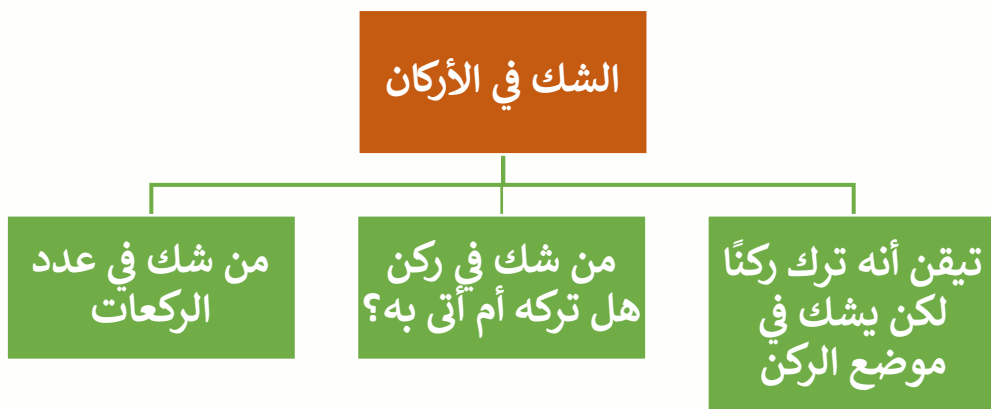 الشك في الأركان
تيقن أنه ترك ركنًا
لكن يشك في
موضع الركن
من شك في ركن
هل تركه أم أتى به؟
من شك في عدد
الركعات